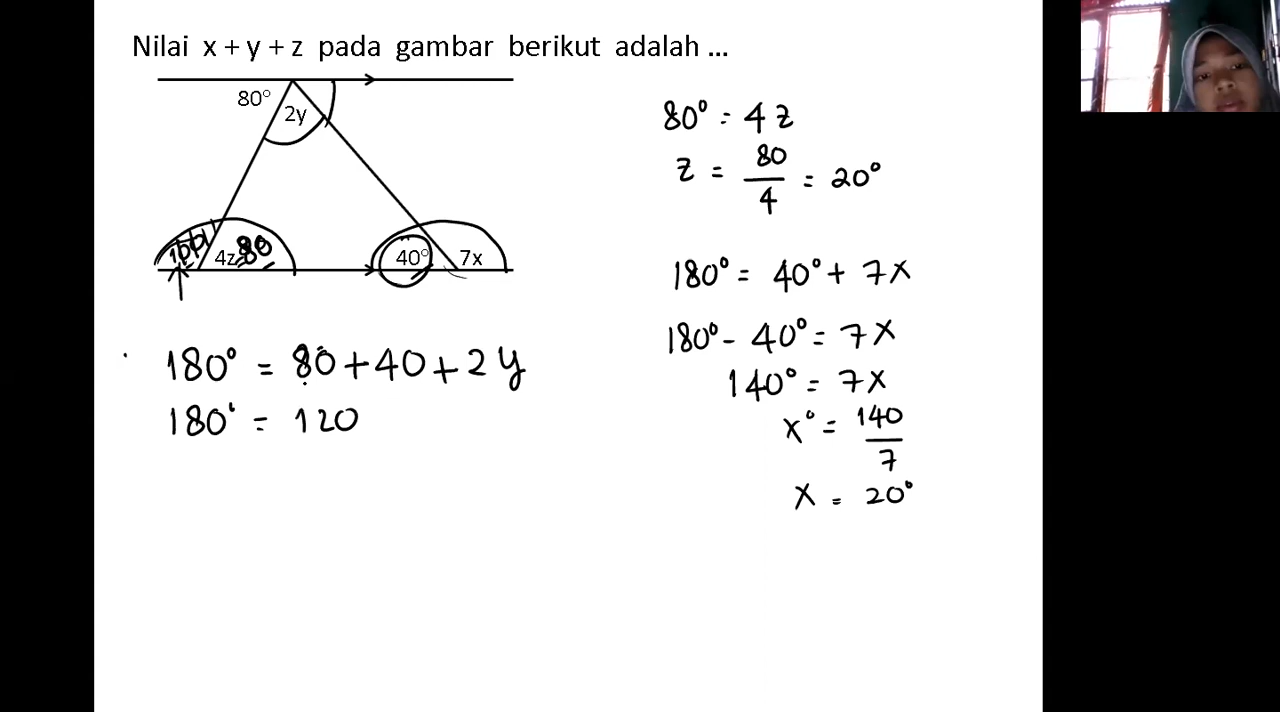 Nilai x + y + z pada gambar berikut adalah ...
80°
2y
100
4z 80
40°
7x
180° = 80 + 40 + 2y
180° = 120
80° = 4z
z = 80/4 = 20°
180° = 40° + 7x
180° - 40° = 7x
140° = 7x
x° = 140/7
x = 20°